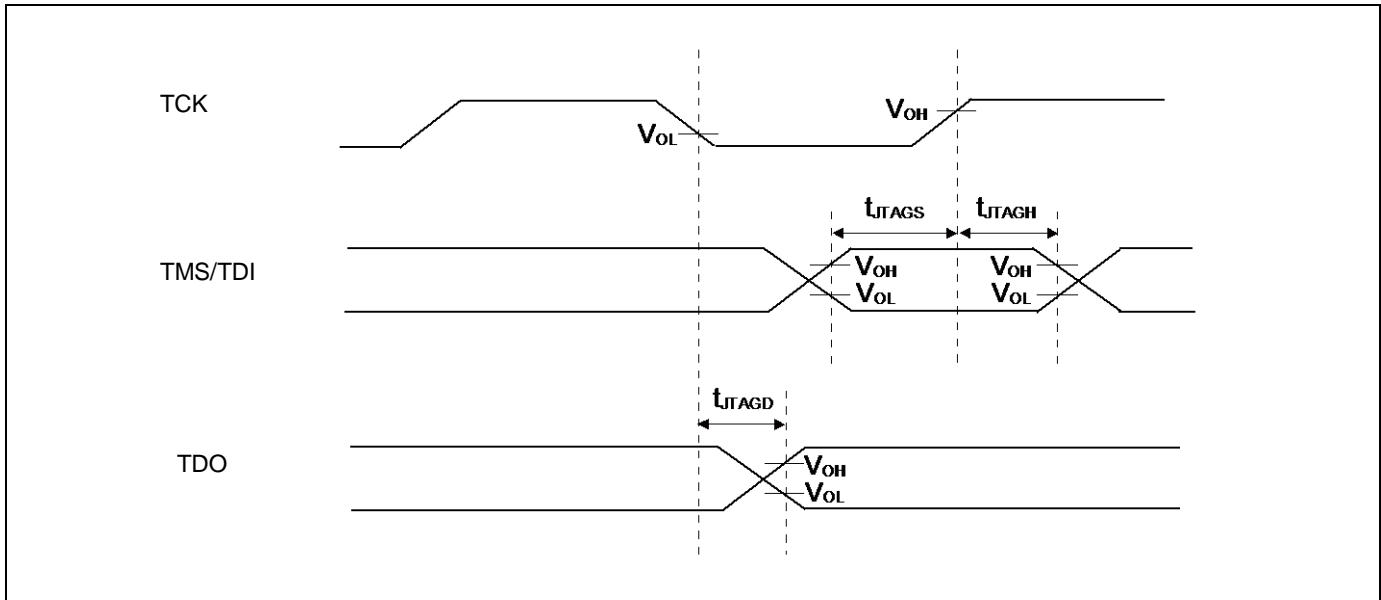 TCK
VOL
VOH
tJTAGS
tJTAGH
TMS/TDI
VOH
VOH
VOL
VOL
tJTAGD
TDO
VOH
VOL